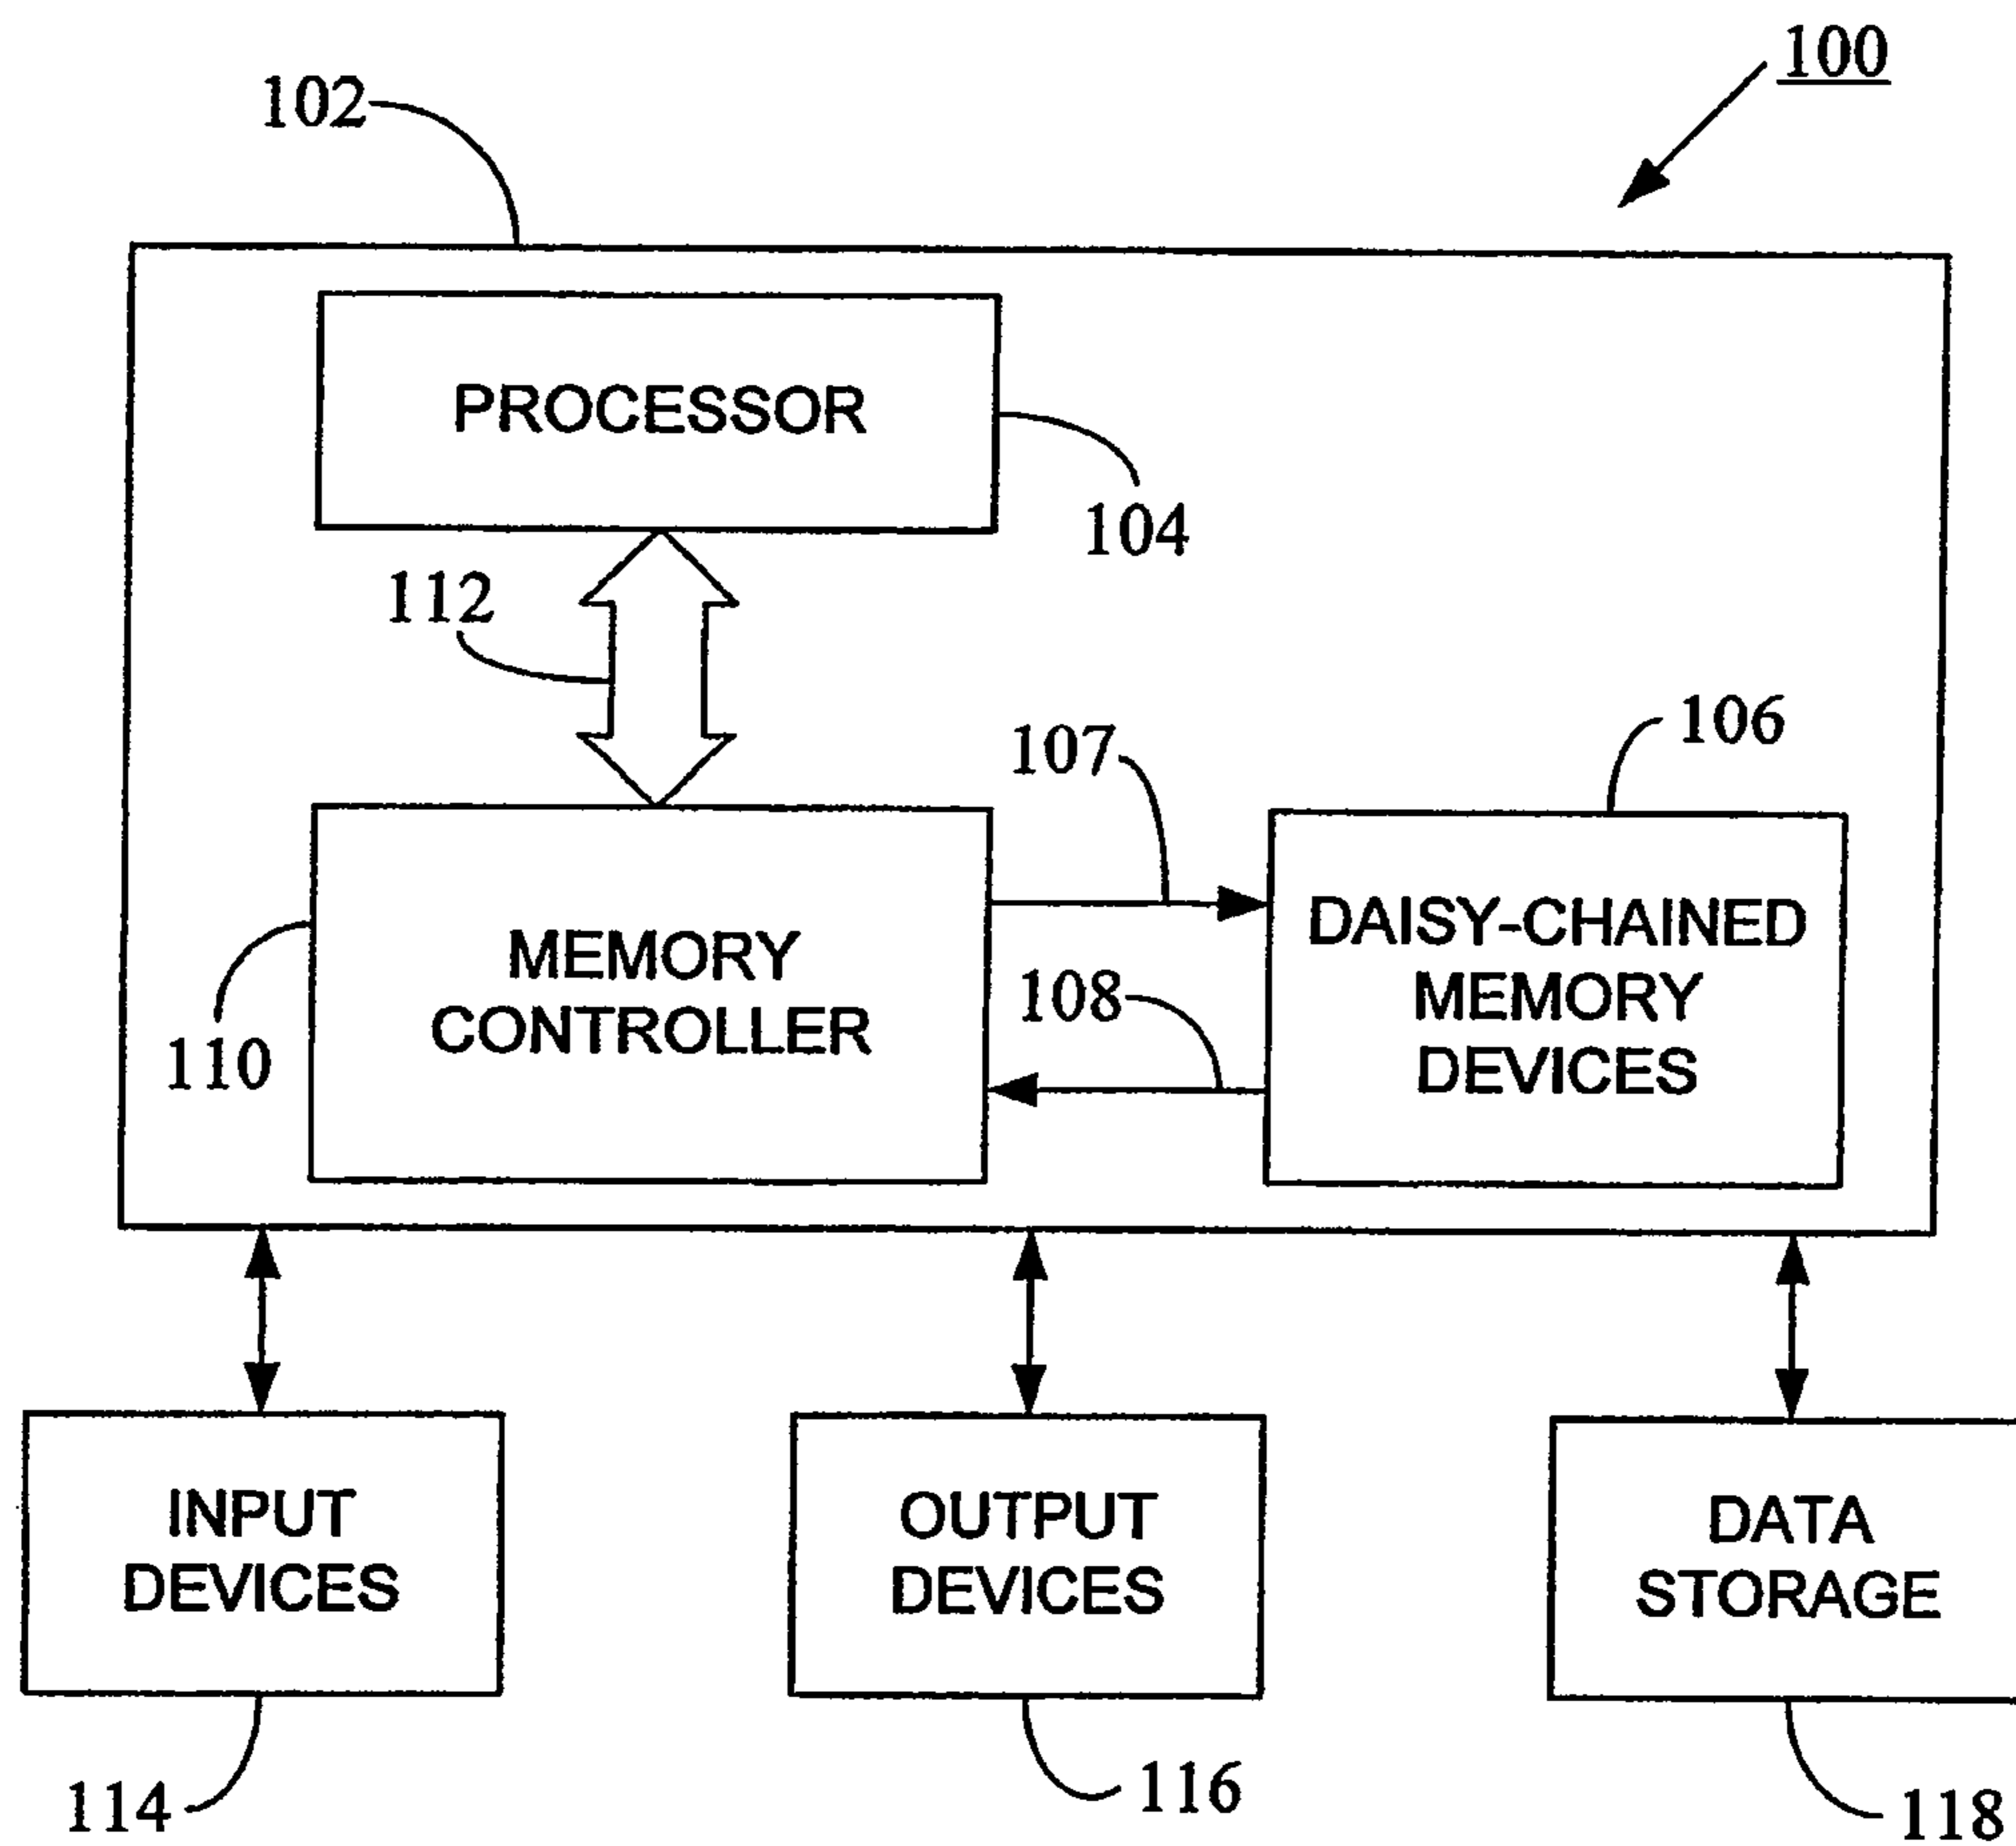 100
102
PROCESSOR
104
112
106
107
DAISY-CHAINED
MEMORY
DEVICES
MEMORY
CONTROLLER
108
110
INPUT
DEVICES
OUTPUT
DEVICES
DATA
STORAGE
114
116
118